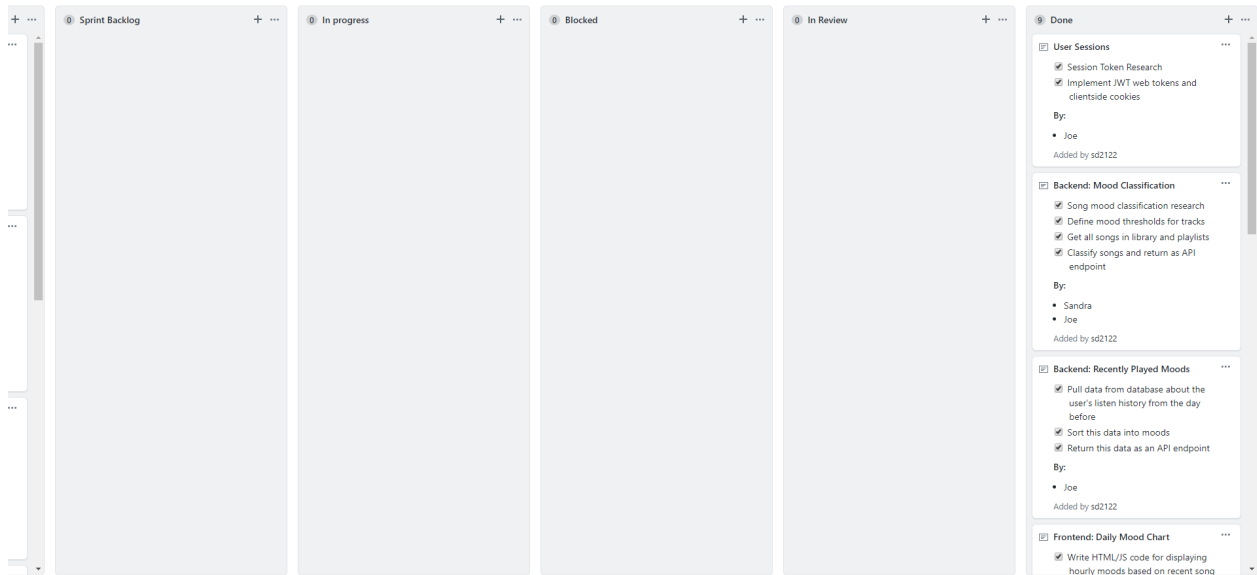 0 Sprint Backlog
0 In progress
0 Blocked
0 In Review
9 Done
User Sessions
Session Token Research
Implement JWT web tokens and
clientside cookies
By:
Joe
Added by sd2122
Backend: Mood Classification
Song mood classification research
Define mood thresholds for tracks
Get all songs in library and playlists
Classify songs and return as API
endpoint
By:
Sandra
Joe
Added by sd2122
Backend: Recently Played Moods
Pull data from database about the
user's listen history from the day
before
Sort this data into moods
Return this data as an API endpoint
By:
Joe
Added by sd2122
Frontend: Daily Mood Chart
Write HTML/JS code for displaying
hourly moods based on recent song